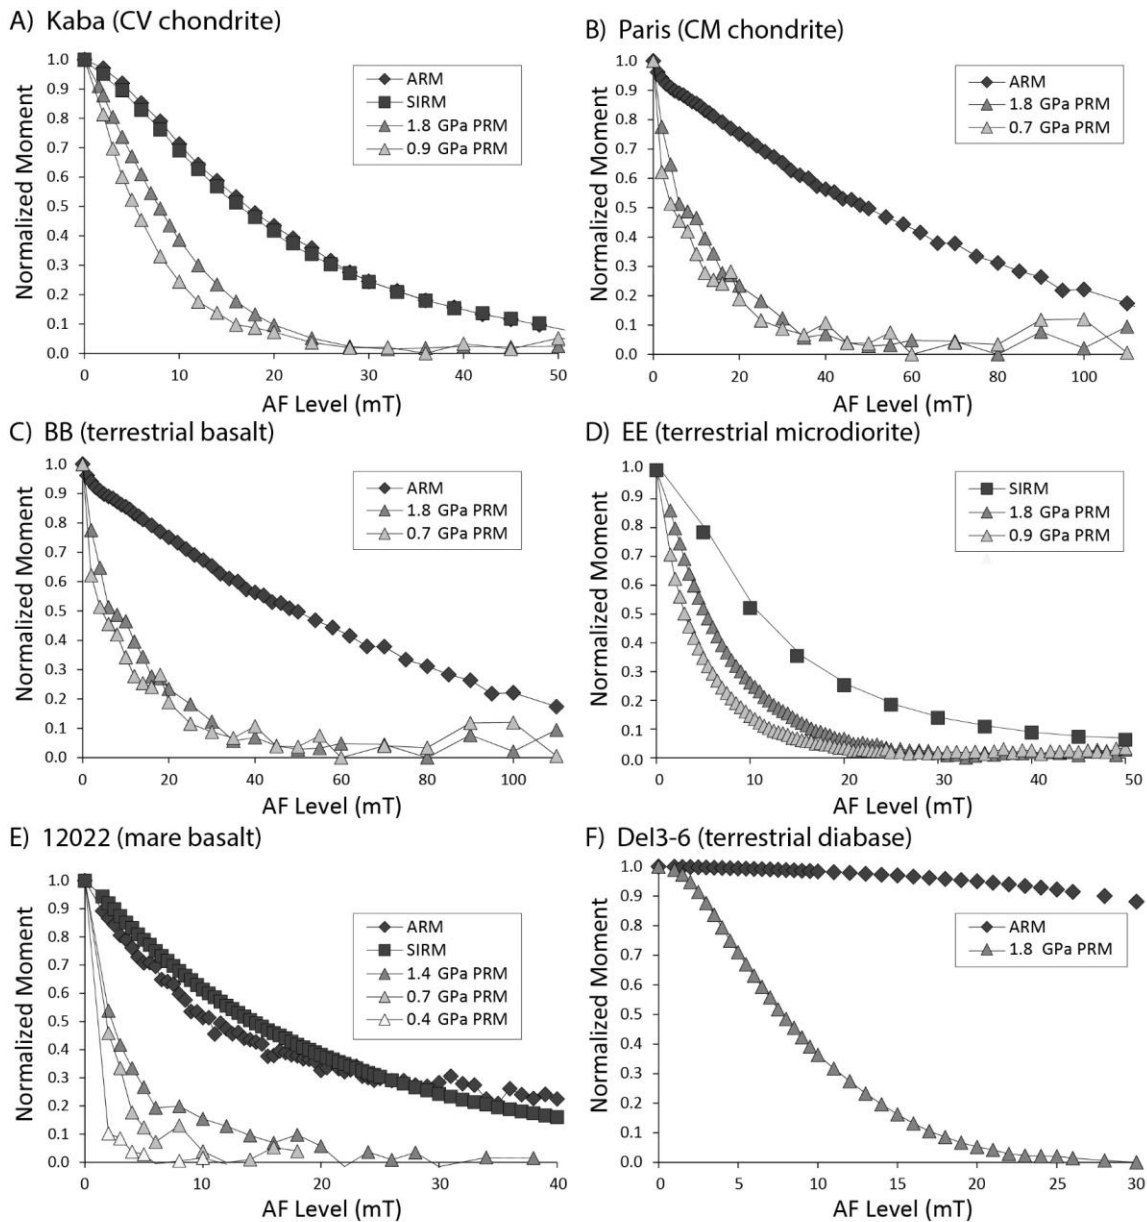 A) Kaba (CV chondrite)
1.0
0.9
0.8
0.7
0.6
0.5
0.4
0.3
0.2
0.1
0.0
Normalized Moment
ARM
SIRM
1.8 GPa PRM
0.9 GPa PRM
0 10 20 30 40 50
AF Level (mT)
B) Paris (CM chondrite)
1.0
0.9
0.8
0.7
0.6
0.5
0.4
0.3
0.2
0.1
0.0
Normalized Moment
ARM
1.8 GPa PRM
0.7 GPa PRM
0 20 40 60 80 100
AF Level (mT)
C) BB (terrestrial basalt)
1.0
0.9
0.8
0.7
0.6
0.5
0.4
0.3
0.2
0.1
0.0
Normalized Moment
ARM
1.8 GPa PRM
0.7 GPa PRM
0 20 40 60 80 100
AF Level (mT)
D) EE (terrestrial microdiorite)
1.0
0.9
0.8
0.7
0.6
0.5
0.4
0.3
0.2
0.1
0.0
Normalized Moment
SIRM
1.8 GPa PRM
0.9 GPa PRM
0 10 20 30 40 50
AF Level (mT)
E) 12022 (mare basalt)
1.0
0.9
0.8
0.7
0.6
0.5
0.4
0.3
0.2
0.1
0.0
Normalized Moment
ARM
SIRM
1.4 GPa PRM
0.7 GPa PRM
0.4 GPa PRM
0 10 20 30 40
AF Level (mT)
F) Del3-6 (terrestrial diabase)
1.0
0.9
0.8
0.7
0.6
0.5
0.4
0.3
0.2
0.1
0.0
Normalized Moment
ARM
1.8 GPa PRM
0 5 10 15 20 25 30
AF Level (mT)